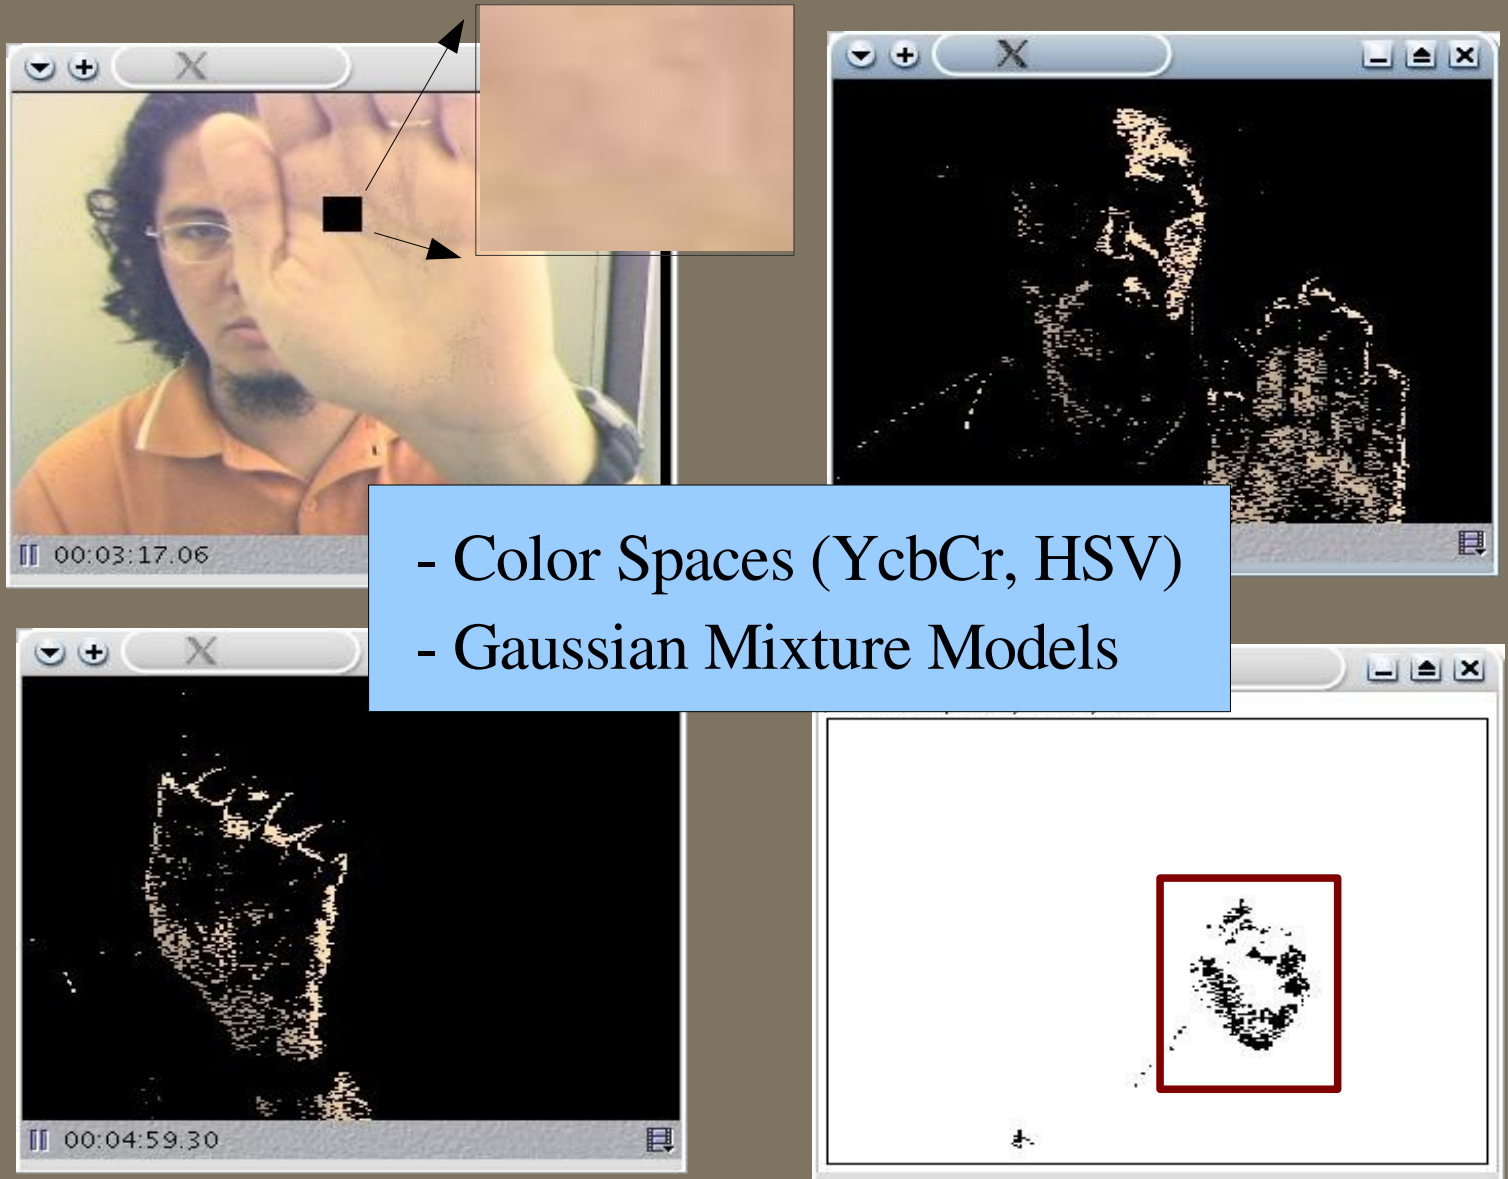 00:03:17.06
- Color Spaces (YcbCr, HSV)
- Gaussian Mixture Models
00:04:59.30